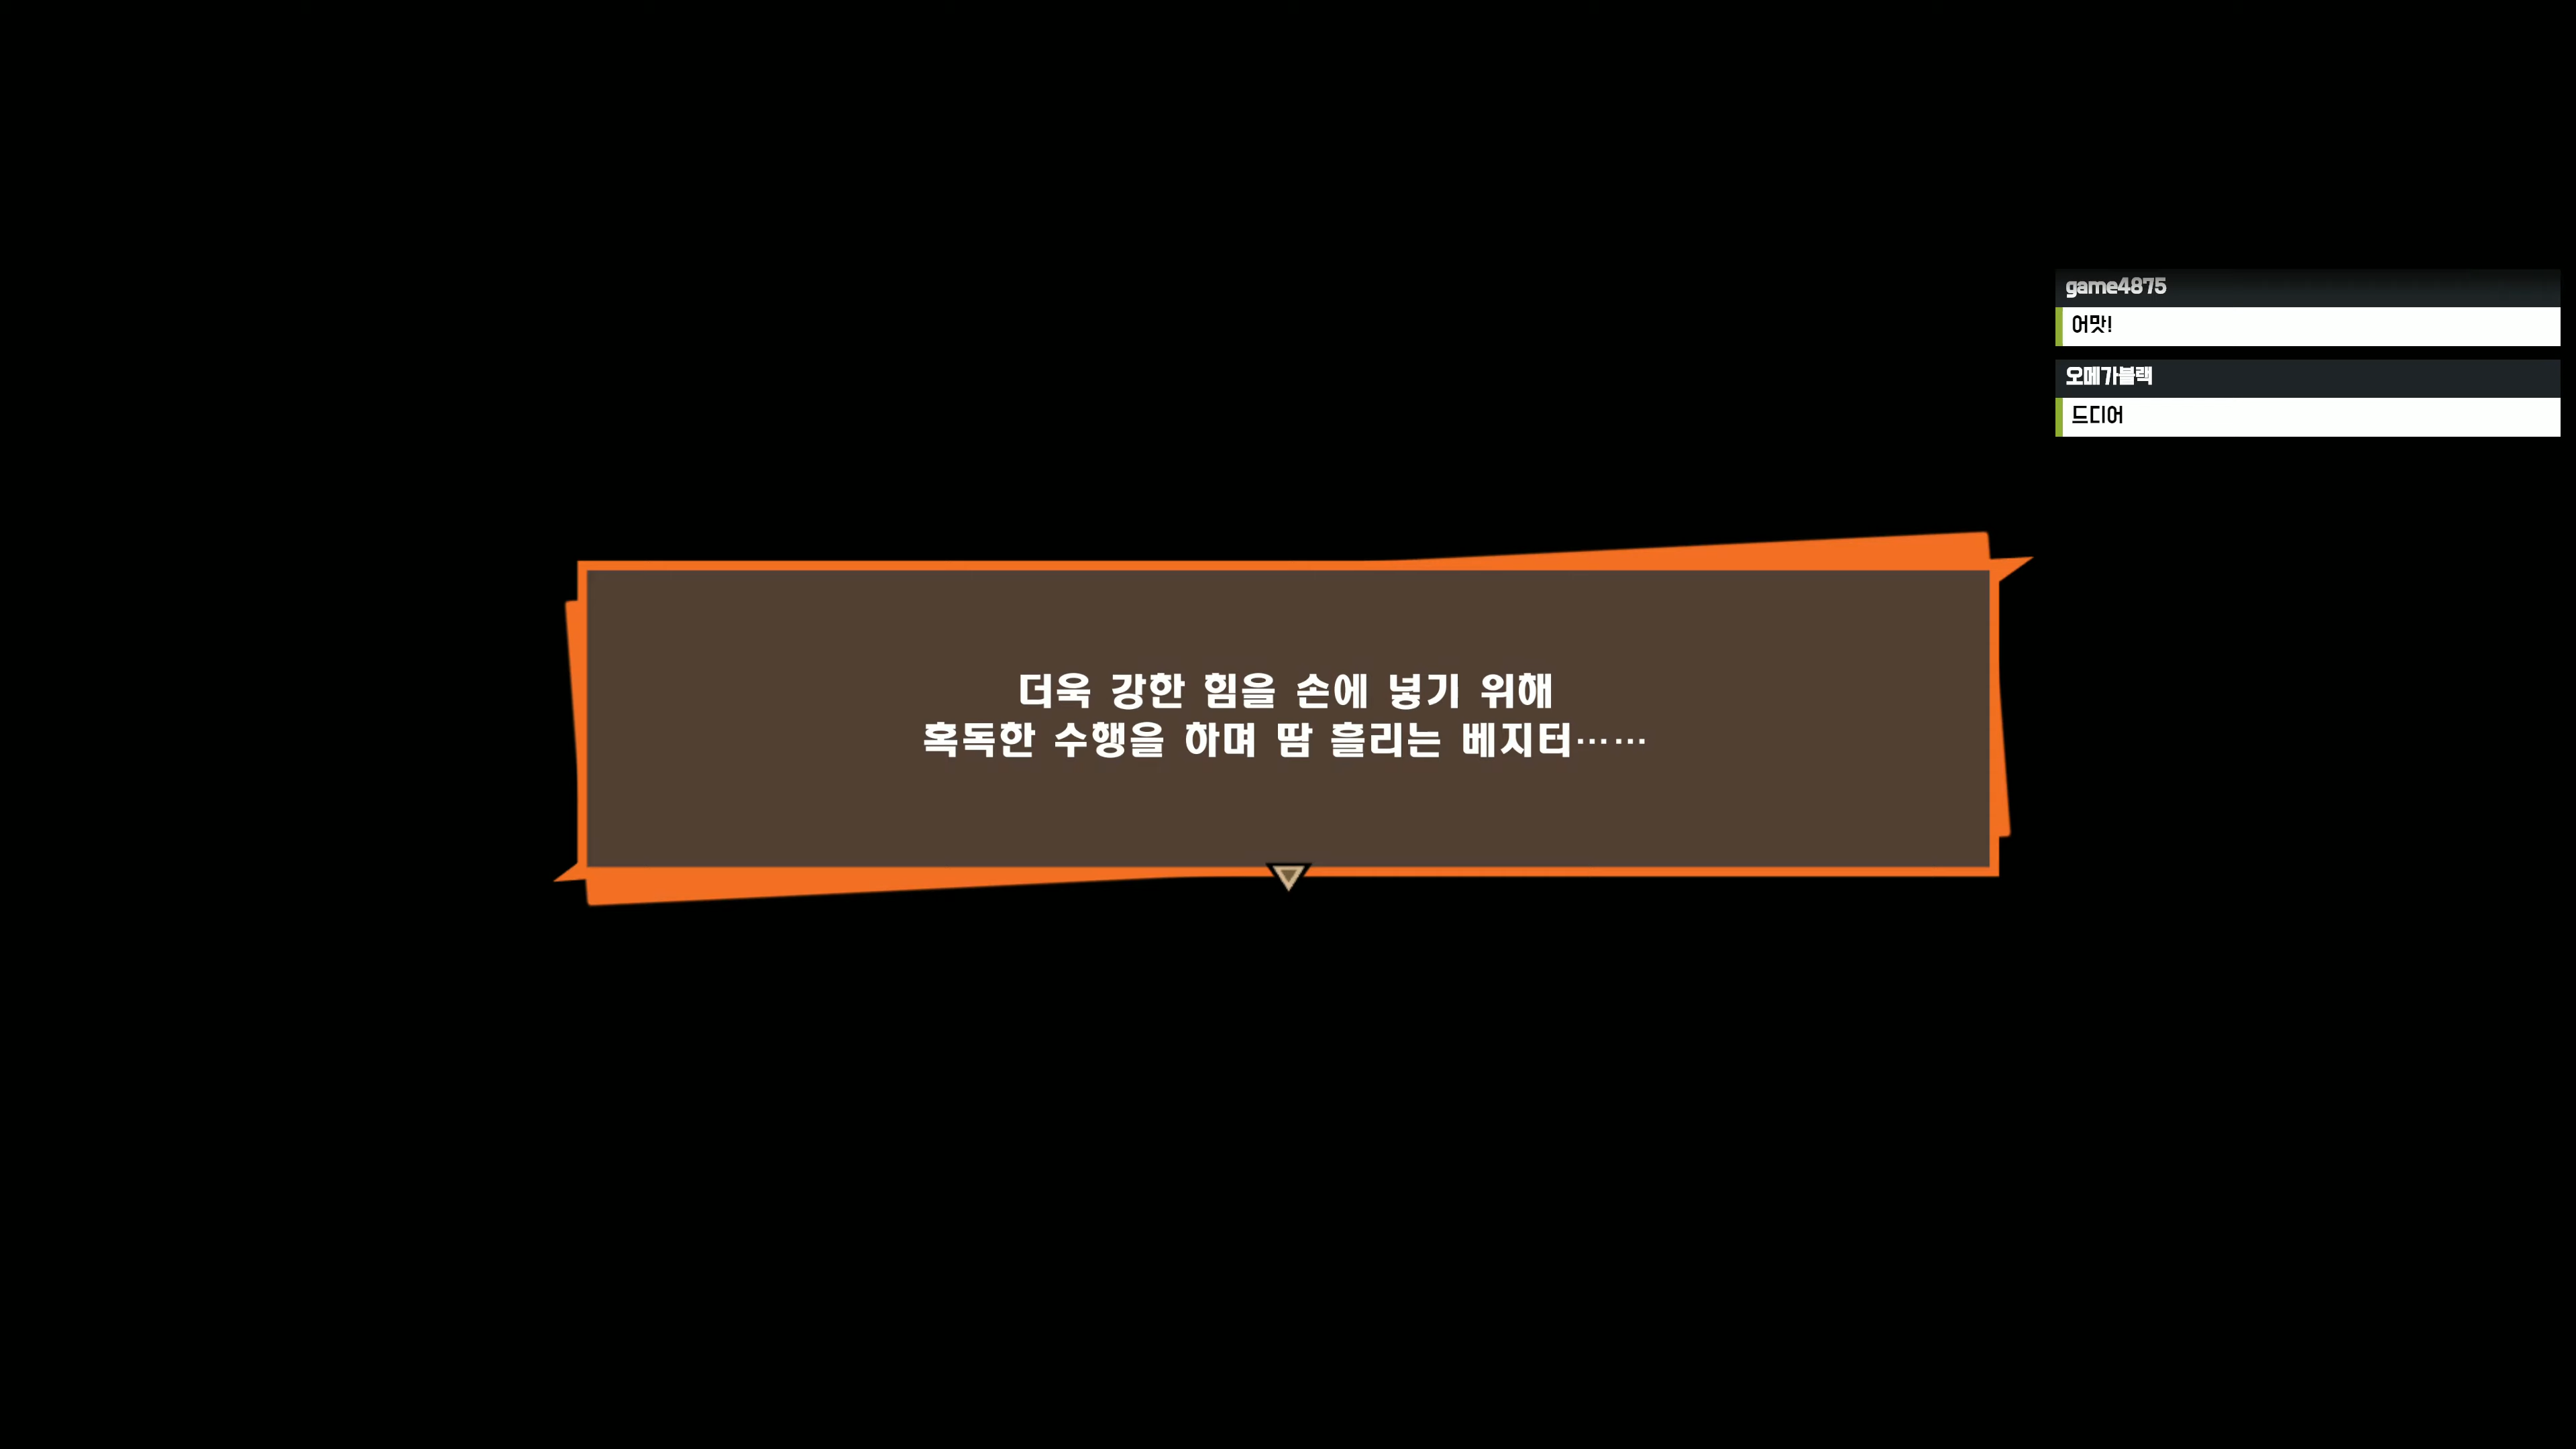 game4875
어맛!
오메가블랙
드디어
더욱 강한 힘을 손에 넣기 위해
혹독한 수행을 하며 땀 흘리는 베지터……